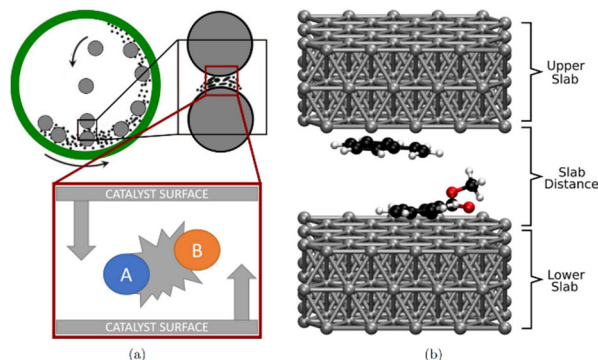 CATALYST SURFACE
A
B
CATALYST SURFACE
(a)
Upper
Slab
Slab
Distance
Lower
Slab
(b)